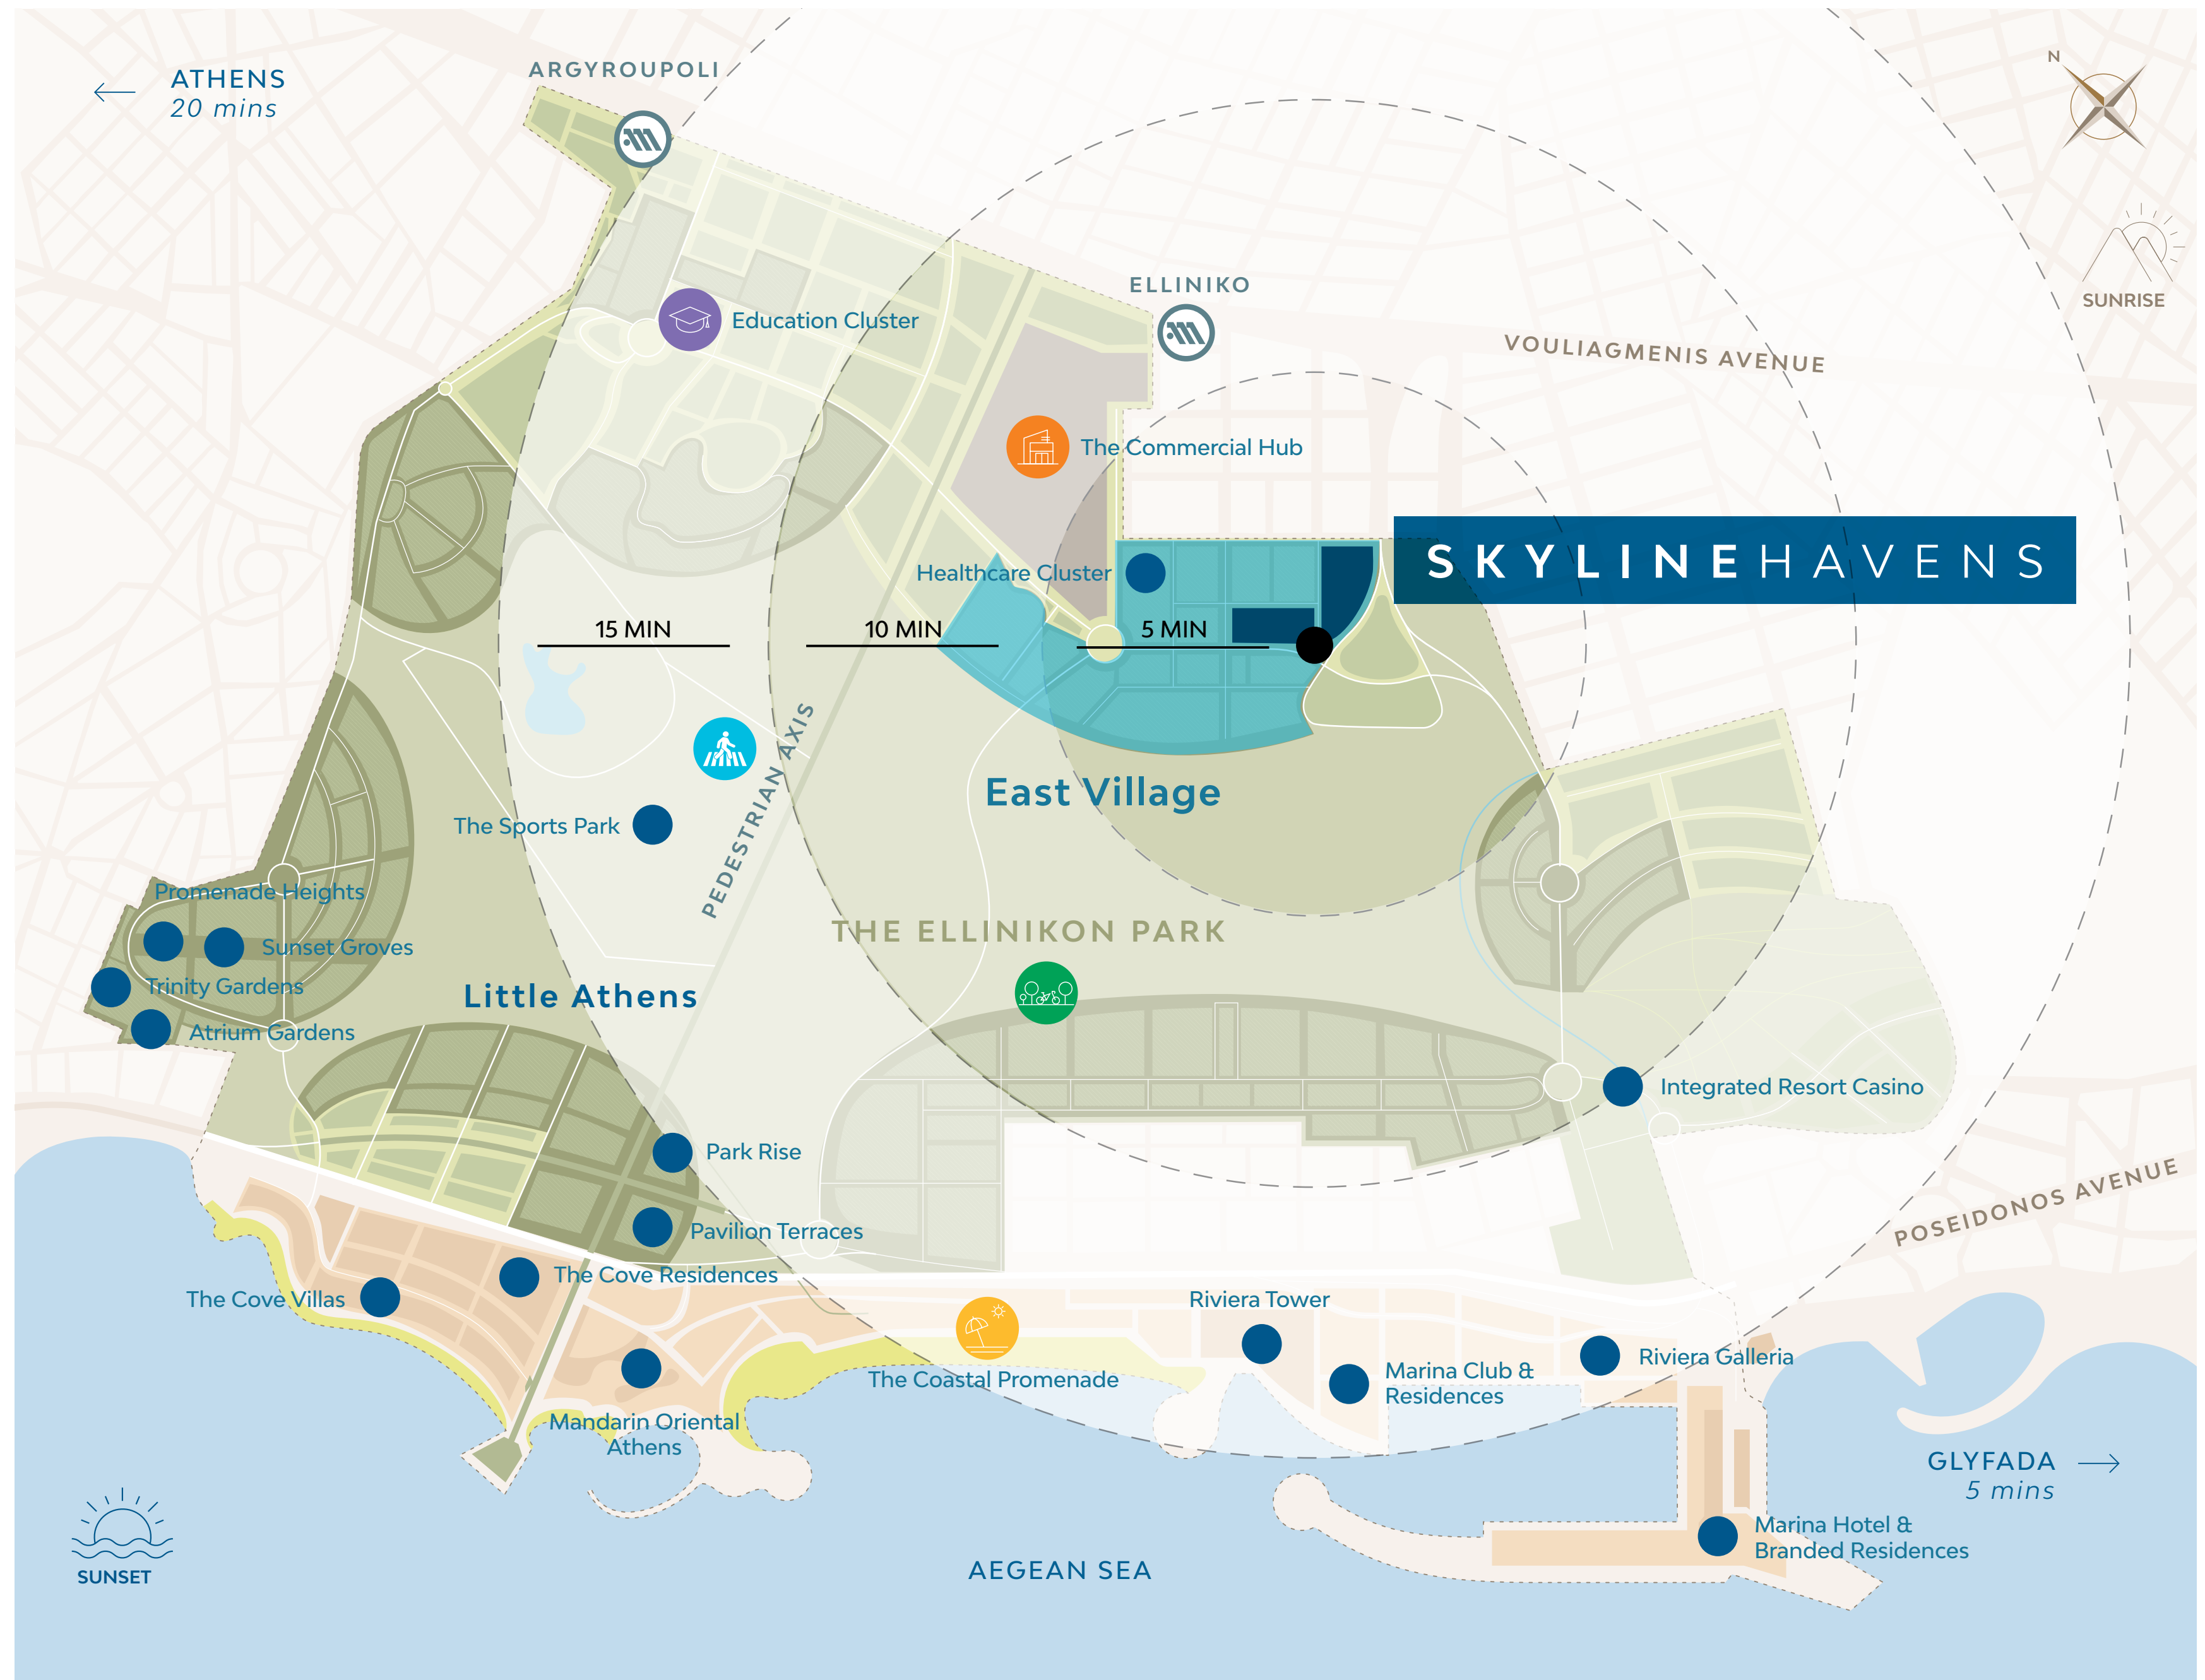 ATHENS
20 mins
ARGYROUPOLI
N
SUNRISE
ELLINIKO
Education Cluster
VOULIAGMENIS AVENUE
The Commercial Hub
SKYLINEHAVENS
Healthcare Cluster
15 MIN
10 MIN
5 MIN
PEDESTRIAN AXIS
East Village
The Sports Park
Promenade Heights
THE ELLINIKON PARK
Sunset Groves
Trinity Gardens
Little Athens
Atrium Gardens
Integrated Resort Casino
Park Rise
POSEIDONOS AVENUE
Pavilion Terraces
The Cove Residences
The Cove Villas
Riviera Tower
Riviera Galleria
The Coastal Promenade
Marina Club &
Residences
Mandarin Oriental
Athens
GLYFADA
5 mins
Marina Hotel &
Branded Residences
AEGEAN SEA
SUNSET